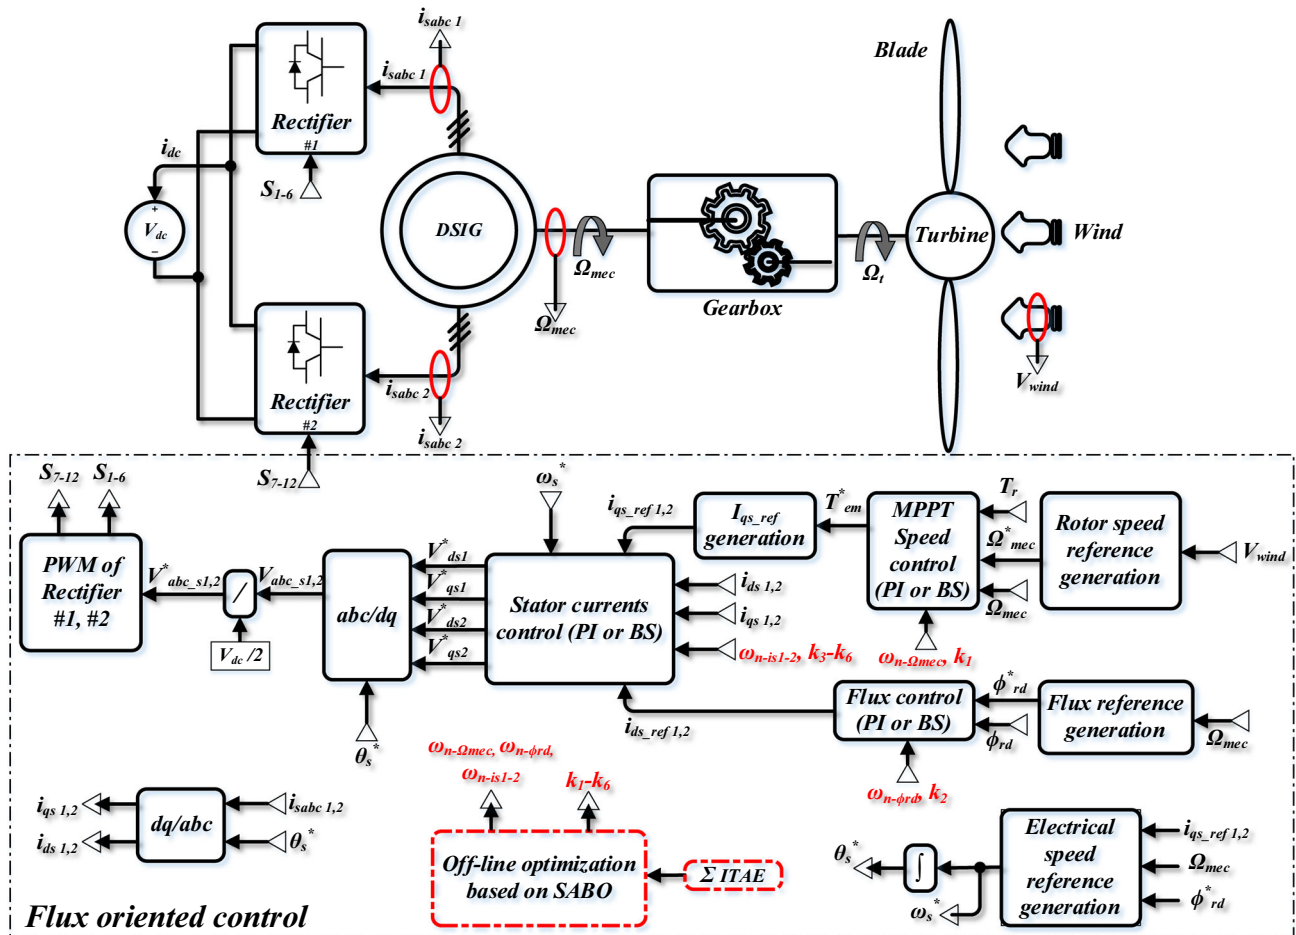 i_sabc 1
Blade
i_sabc 1
Rectifier
#1
i_dc
S_1-6
V_dc
+
−
DSIG
Ω_mec
Ω_mec
Gearbox
Ω_t
Turbine
Wind
V_wind
Rectifier
#2
i_sabc 2
i_sabc 2
S_7-12
S_7-12
S_1-6
PWM of
Rectifier
#1, #2
V*_abc_s1,2
/
V_abc_s1,2
V_dc /2
abc/dq
θ_s*
V*_ds1
V*_qs1
V*_ds2
V*_qs2
ω_s*
i_qs_ref 1,2
Stator currents
control (PI or BS)
I_qs_ref
generation
T*_em
i_ds 1,2
i_qs 1,2
ω_n-is1-2, k_3-k_6
i_ds_ref 1,2
MPPT
Speed
control
(PI or BS)
T_r
Ω*_mec
Ω_mec
ω_n-Ωmec, k_1
Rotor speed
reference
generation
V_wind
Flux control
(PI or BS)
ϕ*_rd
ϕ_rd
ω_n-ϕrd, k_2
Flux reference
generation
Ω_mec
i_qs 1,2
i_ds 1,2
dq/abc
i_sabc 1,2
θ_s*
ω_n-Ωmec, ω_n-ϕrd,
ω_n-is1-2
k_1-k_6
Off-line optimization
based on SABO
Σ ITAE
θ_s*
∫
ω_s*
Electrical
speed
reference
generation
i_qs_ref 1,2
Ω_mec
ϕ*_rd
Flux oriented control